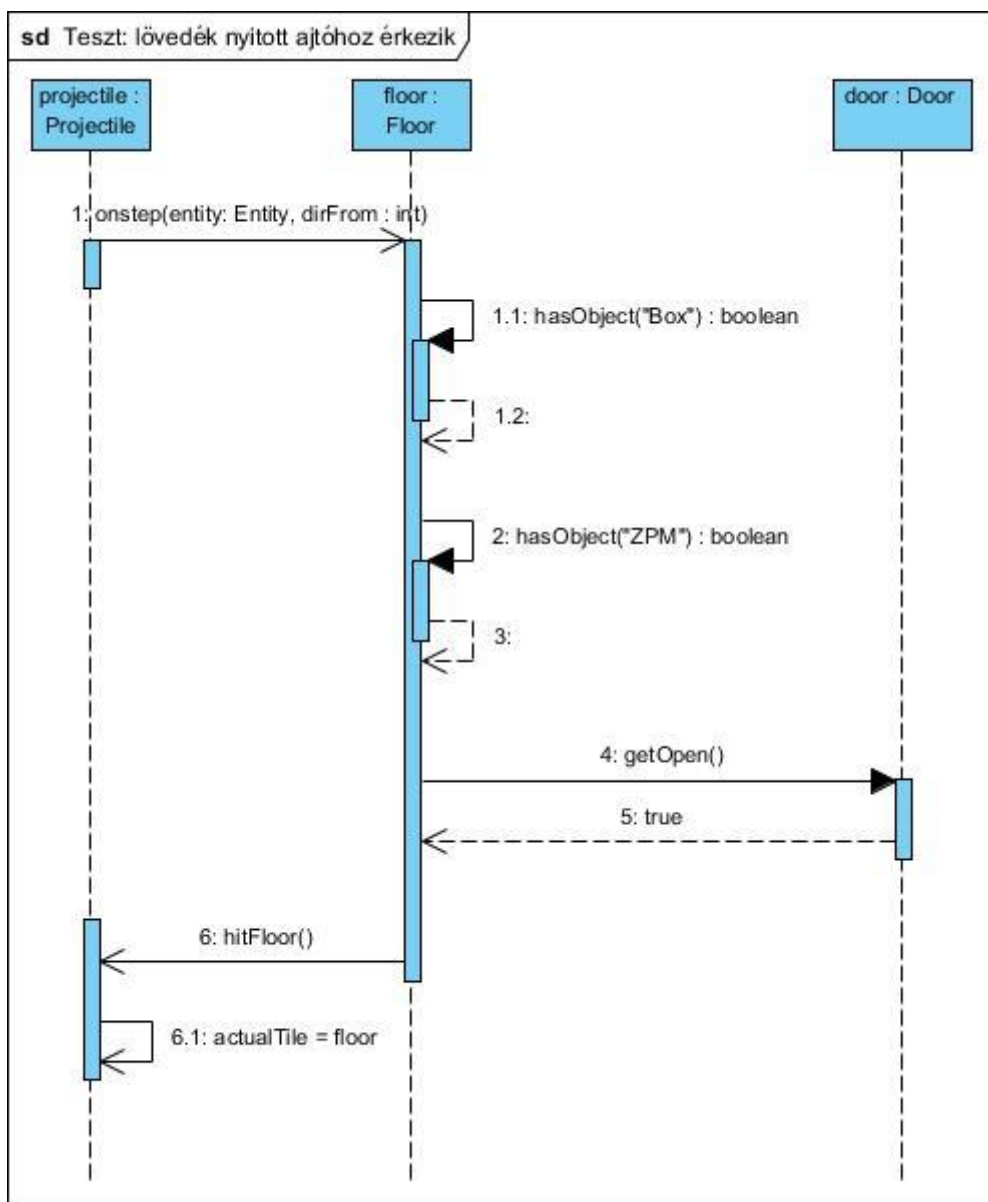 sd Teszt: lövedék nyitott ajtóhoz érkezik
projectile :
Projectile
floor :
Floor
door : Door
1: onstep(entity: Entity, dirFrom : int)
1.1: hasObject("Box") : boolean
1.2:
2: hasObject("ZPM") : boolean
3:
4: getOpen()
5: true
6: hitFloor()
6.1: actualTile = floor